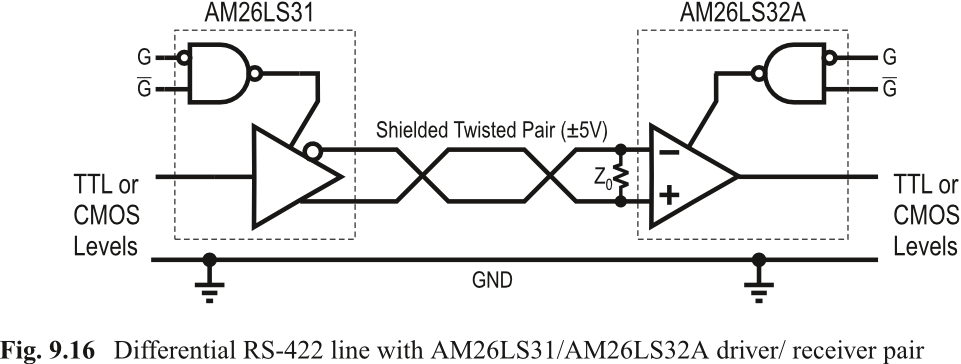 AM26LS31
AM26LS32A
G
G̅
G
G̅
Shielded Twisted Pair (±5V)
Z₀
−
+
TTL or
CMOS
Levels
TTL or
CMOS
Levels
GND
Fig. 9.16 Differential RS-422 line with AM26LS31/AM26LS32A driver/ receiver pair